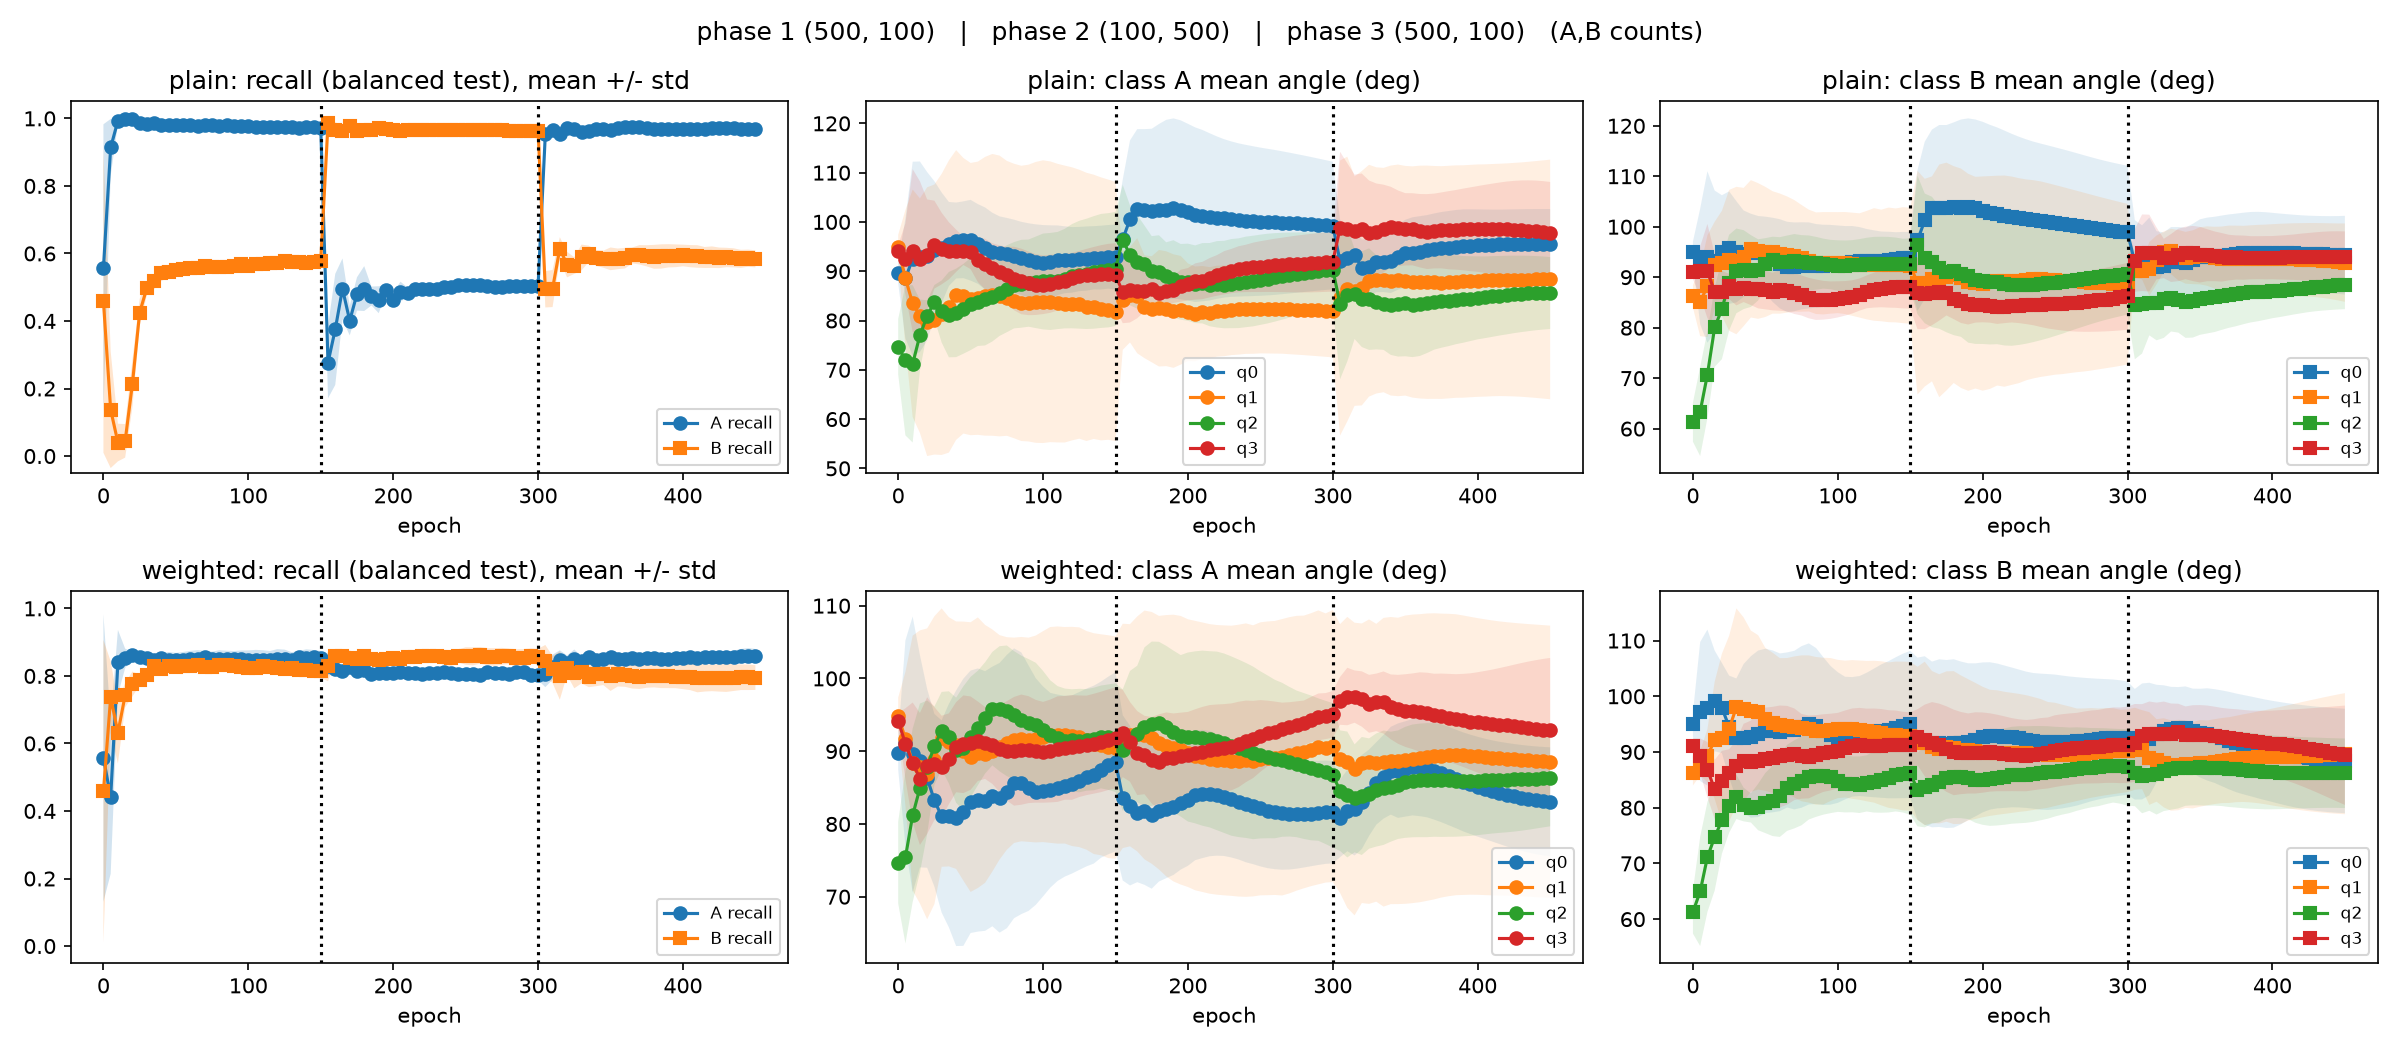 phase 1 (500, 100)   |   phase 2 (100, 500)   |   phase 3 (500, 100)   (A,B counts)
plain: recall (balanced test), mean +/- std
1.0
0.8
0.6
0.4
0.2
0.0
0 100 200 300 400
epoch
A recall
B recall
plain: class A mean angle (deg)
120
110
100
90
80
70
60
50
0 100 200 300 400
epoch
q0
q1
q2
q3
plain: class B mean angle (deg)
120
110
100
90
80
70
60
0 100 200 300 400
epoch
q0
q1
q2
q3
weighted: recall (balanced test), mean +/- std
1.0
0.8
0.6
0.4
0.2
0.0
0 100 200 300 400
epoch
A recall
B recall
weighted: class A mean angle (deg)
110
100
90
80
70
0 100 200 300 400
epoch
q0
q1
q2
q3
weighted: class B mean angle (deg)
110
100
90
80
70
60
0 100 200 300 400
epoch
q0
q1
q2
q3